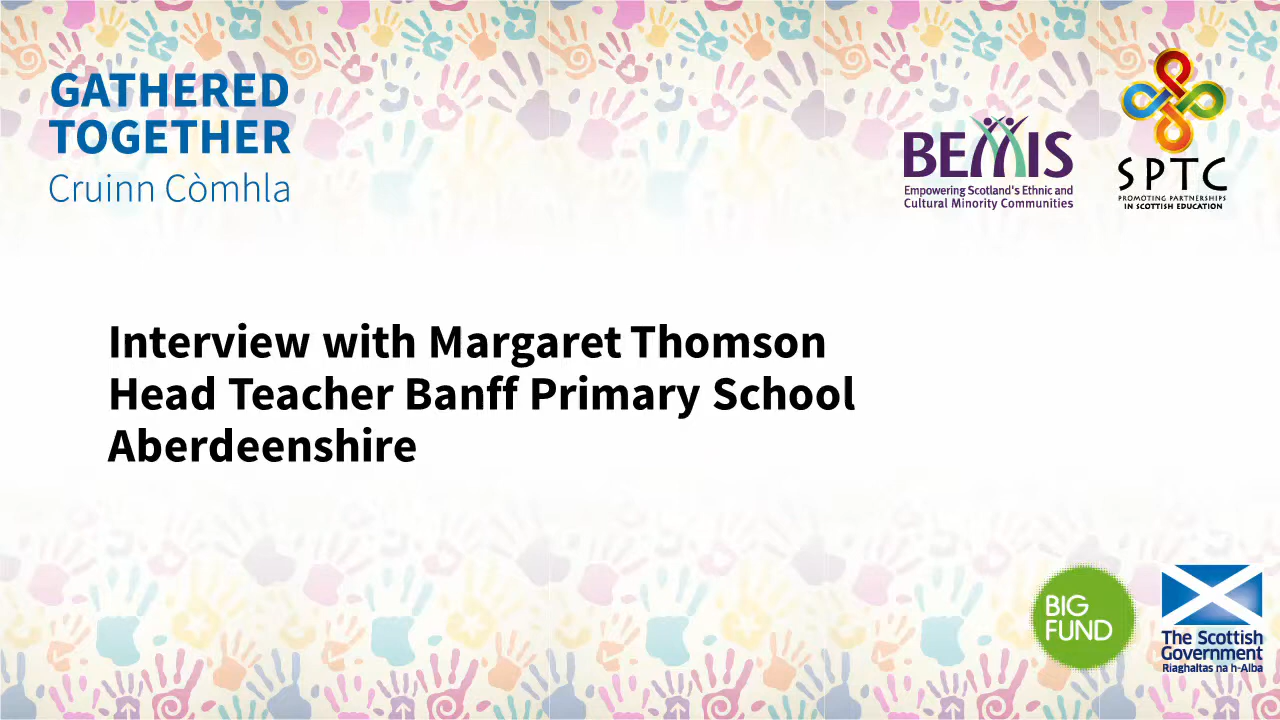 GATHERED
TOGETHER
Cruinn Còmhla
BEMIS
Empowering Scotland's Ethnic and
Cultural Minority Communities
SPTC
PROMOTING PARTNERSHIPS
IN SCOTTISH EDUCATION
Interview with Margaret Thomson
Head Teacher Banff Primary School
Aberdeenshire
BIG
FUND
The Scottish
Government
Riaghaltas na h-Alba